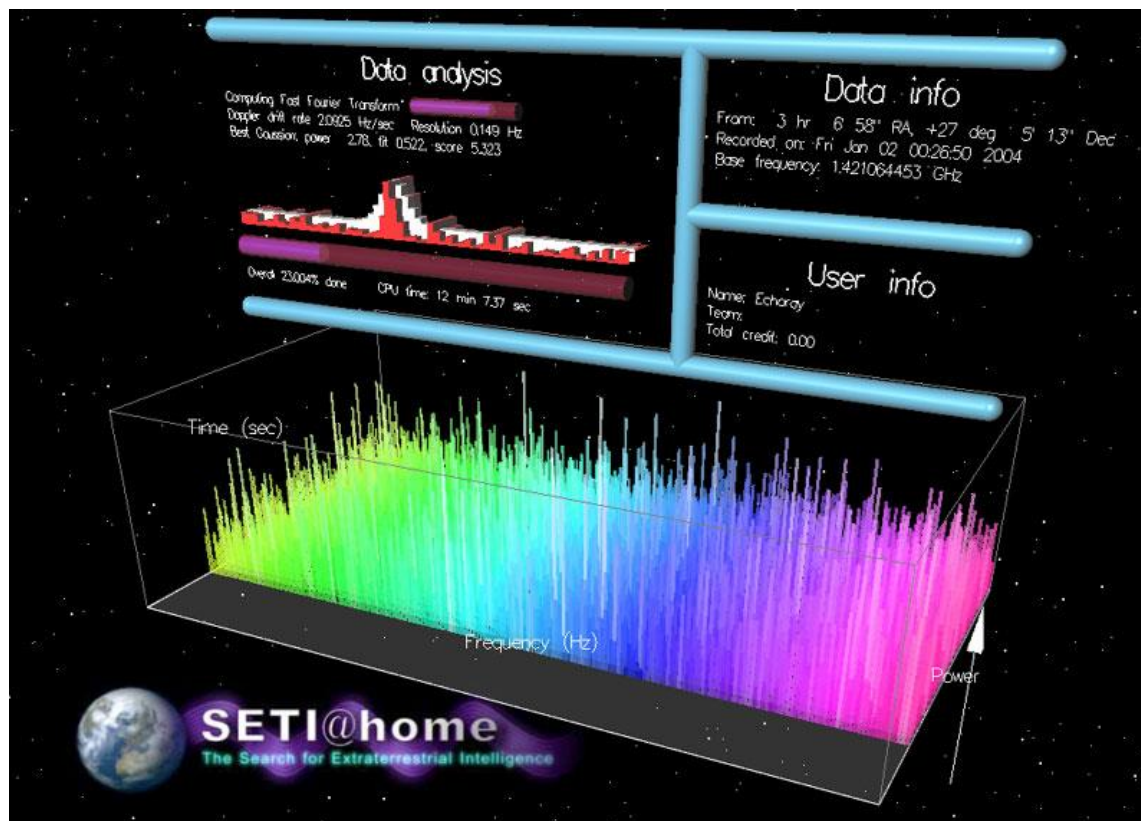 Data analysis
Computing Fast Fourier Transform
Doppler drift rate 2.0925 Hz/sec Resolution 0.149 Hz
Best Gaussian: power 2.78, fit 0.522, score 5.323
Overall 23.004% done CPU time: 12 min 7.37 sec
Data info
From: 3 hr 6' 58" RA, +27 deg 5' 13" Dec
Recorded on: Fri Jan 02 00:26:50 2004
Base frequency: 1.421064453 GHz
User info
Name: Echoray
Team:
Total credit: 0.00
Time (sec)
Frequency (Hz)
Power
SETI@home
The Search for Extraterrestrial Intelligence